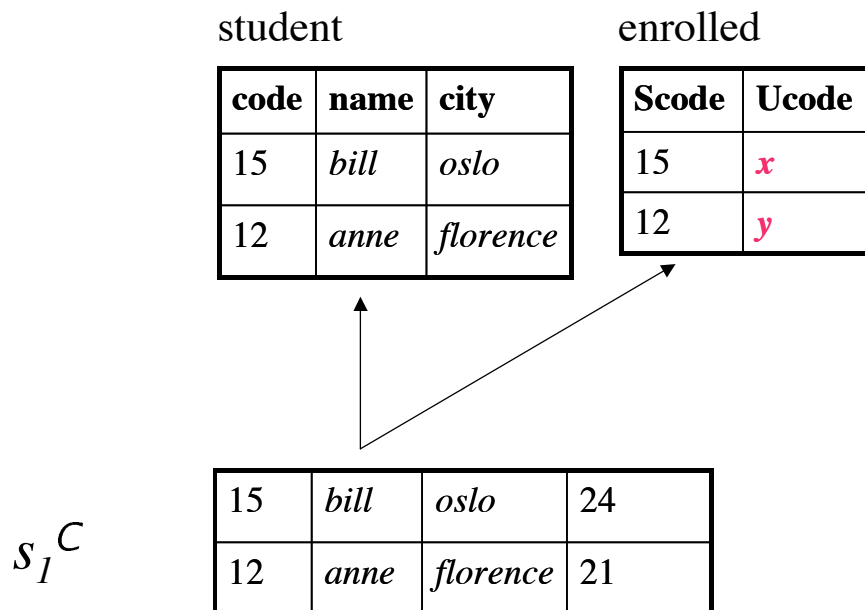 student enrolled
code name city Scode Ucode
15 bill oslo 15 x
12 anne florence 12 y
15 bill oslo 24
s1C 12 anne florence 21